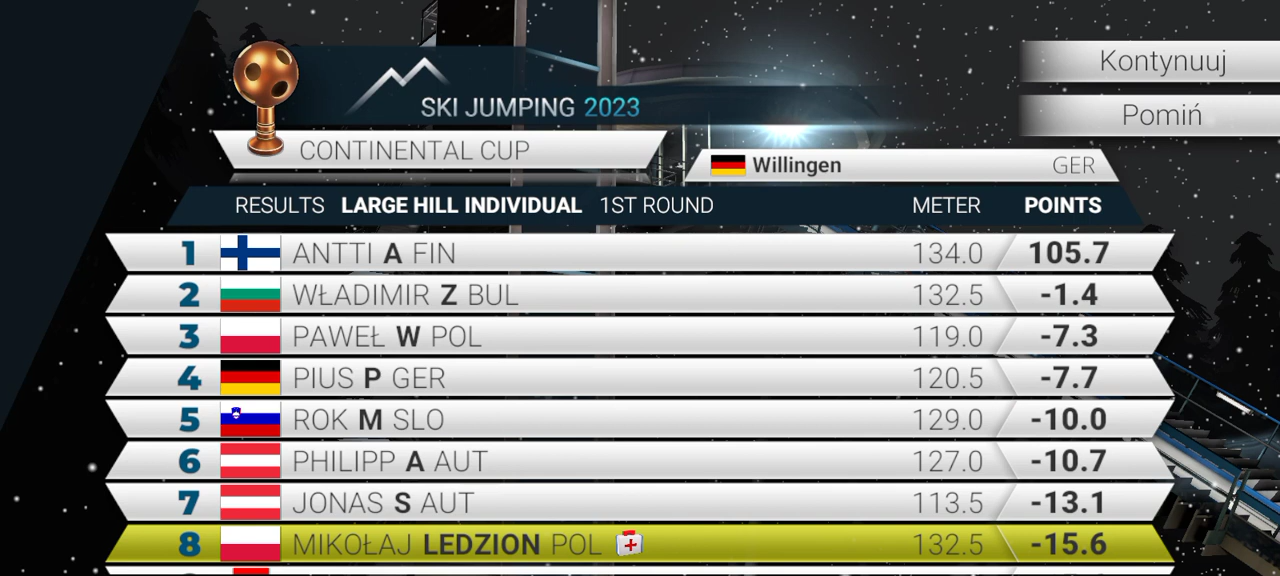 Kontynuuj
SKI JUMPING 2023
Pomiń
CONTINENTAL CUP
Willingen GER
RESULTS LARGE HILL INDIVIDUAL 1ST ROUND METER POINTS
1 ANTTI A FIN 134.0 105.7
2 WŁADIMIR Z BUL 132.5 -1.4
3 PAWEŁ W POL 119.0 -7.3
4 PIUS P GER 120.5 -7.7
5 ROK M SLO 129.0 -10.0
6 PHILIPP A AUT 127.0 -10.7
7 JONAS S AUT 113.5 -13.1
8 MIKOŁAJ LEDZION POL 132.5 -15.6